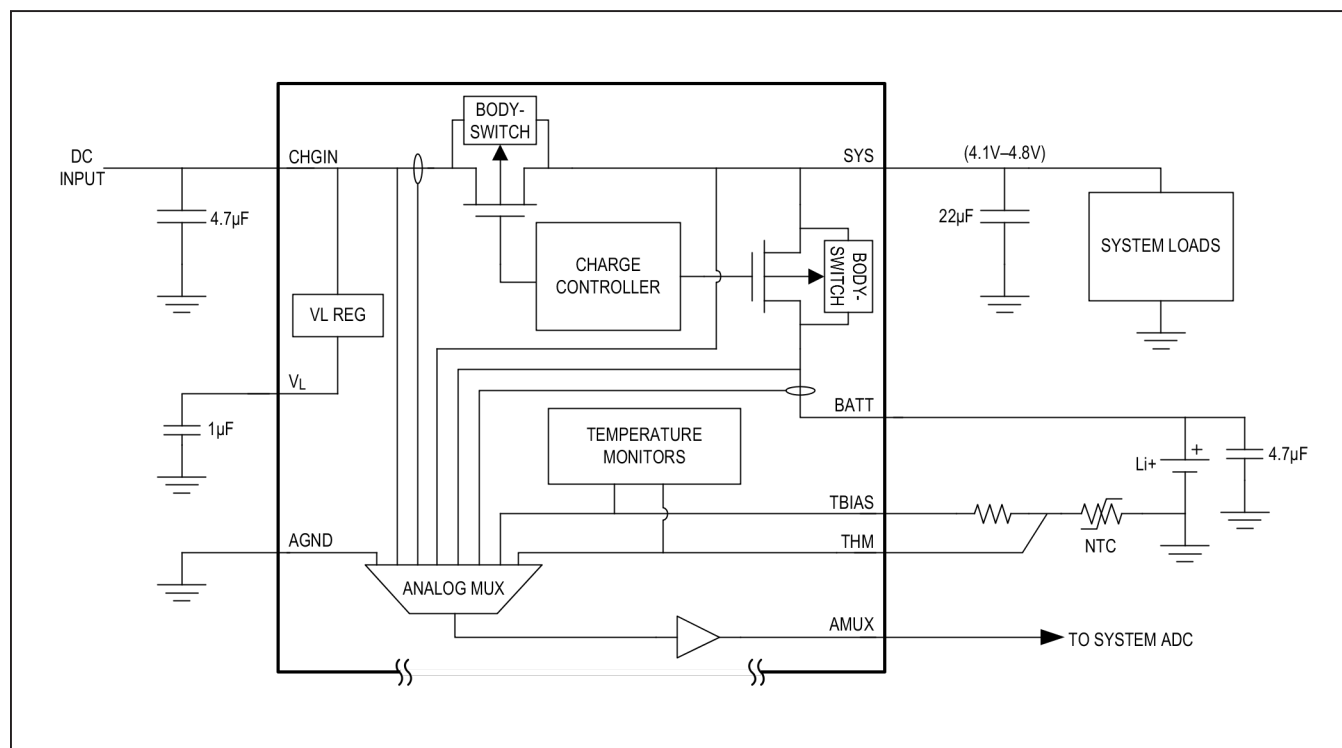 BODY-
SWITCH
DC
INPUT
CHGIN
SYS
(4.1V–4.8V)
4.7µF
22µF
SYSTEM LOADS
CHARGE
CONTROLLER
BODY-
SWITCH
VL REG
VL
BATT
1µF
TEMPERATURE
MONITORS
Li+
+
4.7µF
TBIAS
AGND
THM
NTC
ANALOG MUX
AMUX
TO SYSTEM ADC